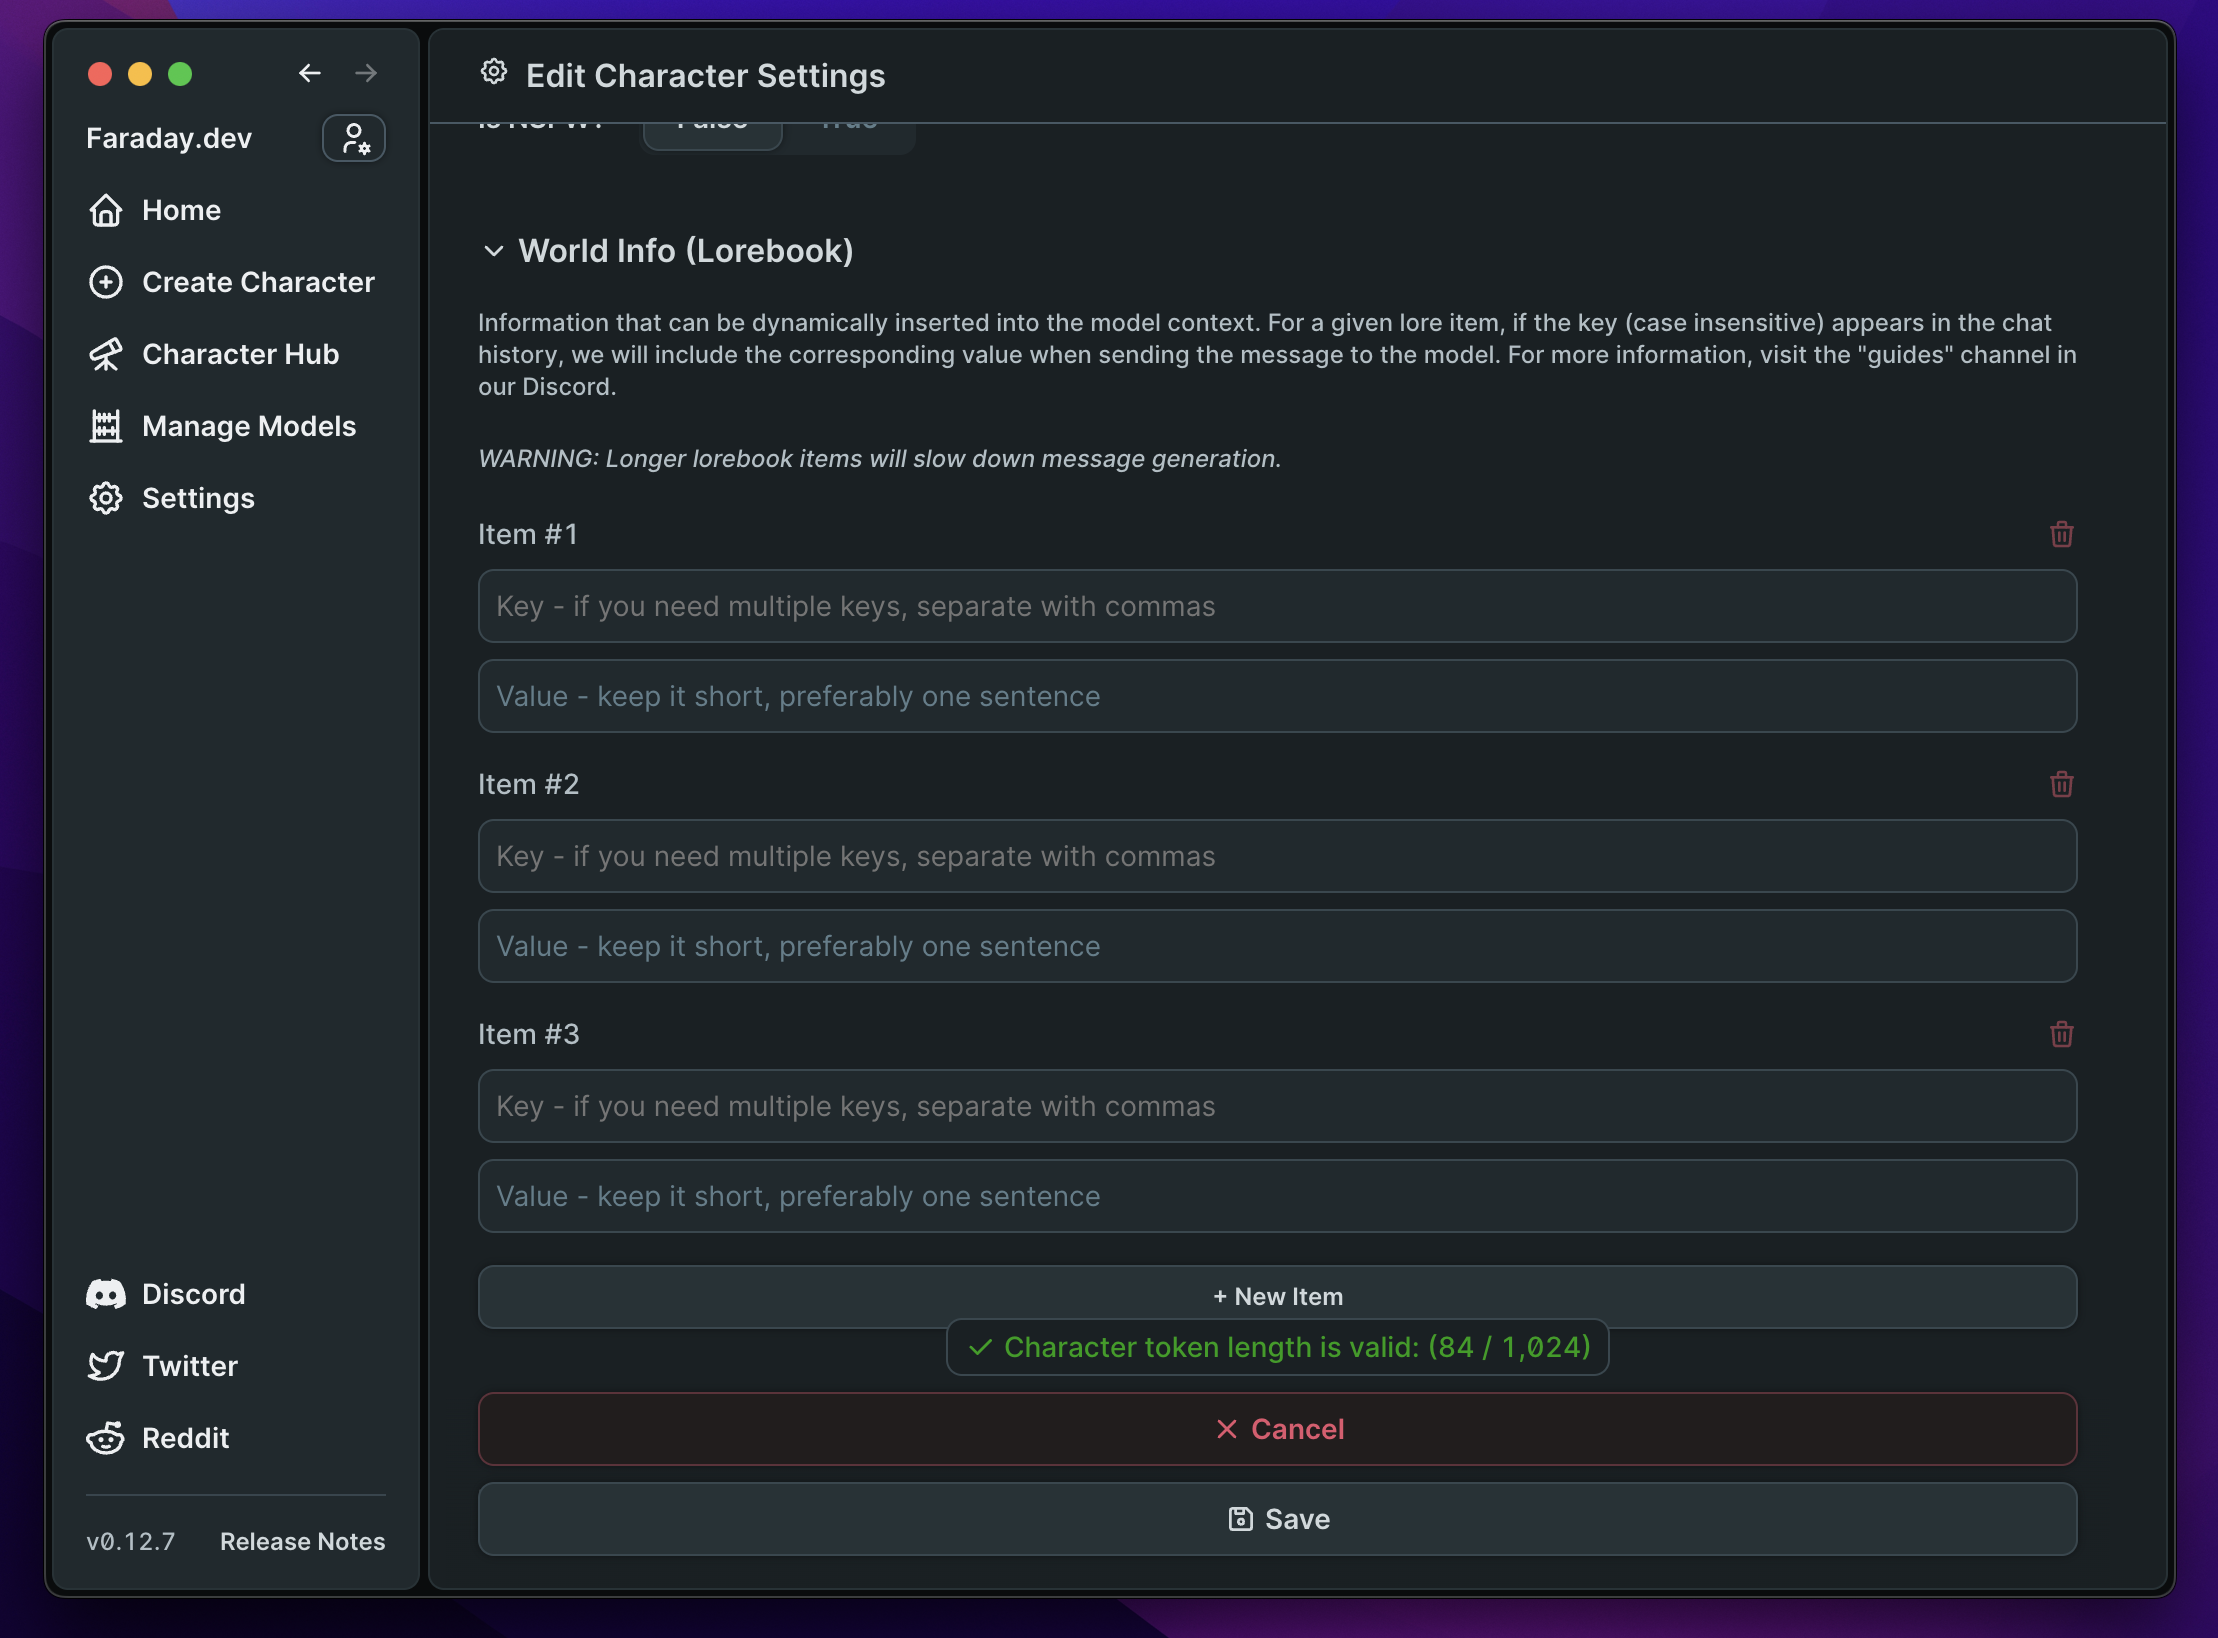 Faraday.dev
Home
Create Character
Character Hub
Manage Models
Settings
Discord
Twitter
Reddit
v0.12.7 Release Notes
Edit Character Settings
Is NSFW? False True
World Info (Lorebook)
Information that can be dynamically inserted into the model context. For a given lore item, if the key (case insensitive) appears in the chat
history, we will include the corresponding value when sending the message to the model. For more information, visit the "guides" channel in
our Discord.
WARNING: Longer lorebook items will slow down message generation.
Item #1
Key - if you need multiple keys, separate with commas
Value - keep it short, preferably one sentence
Item #2
Key - if you need multiple keys, separate with commas
Value - keep it short, preferably one sentence
Item #3
Key - if you need multiple keys, separate with commas
Value - keep it short, preferably one sentence
+ New Item
Character token length is valid: (84 / 1,024)
Cancel
Save